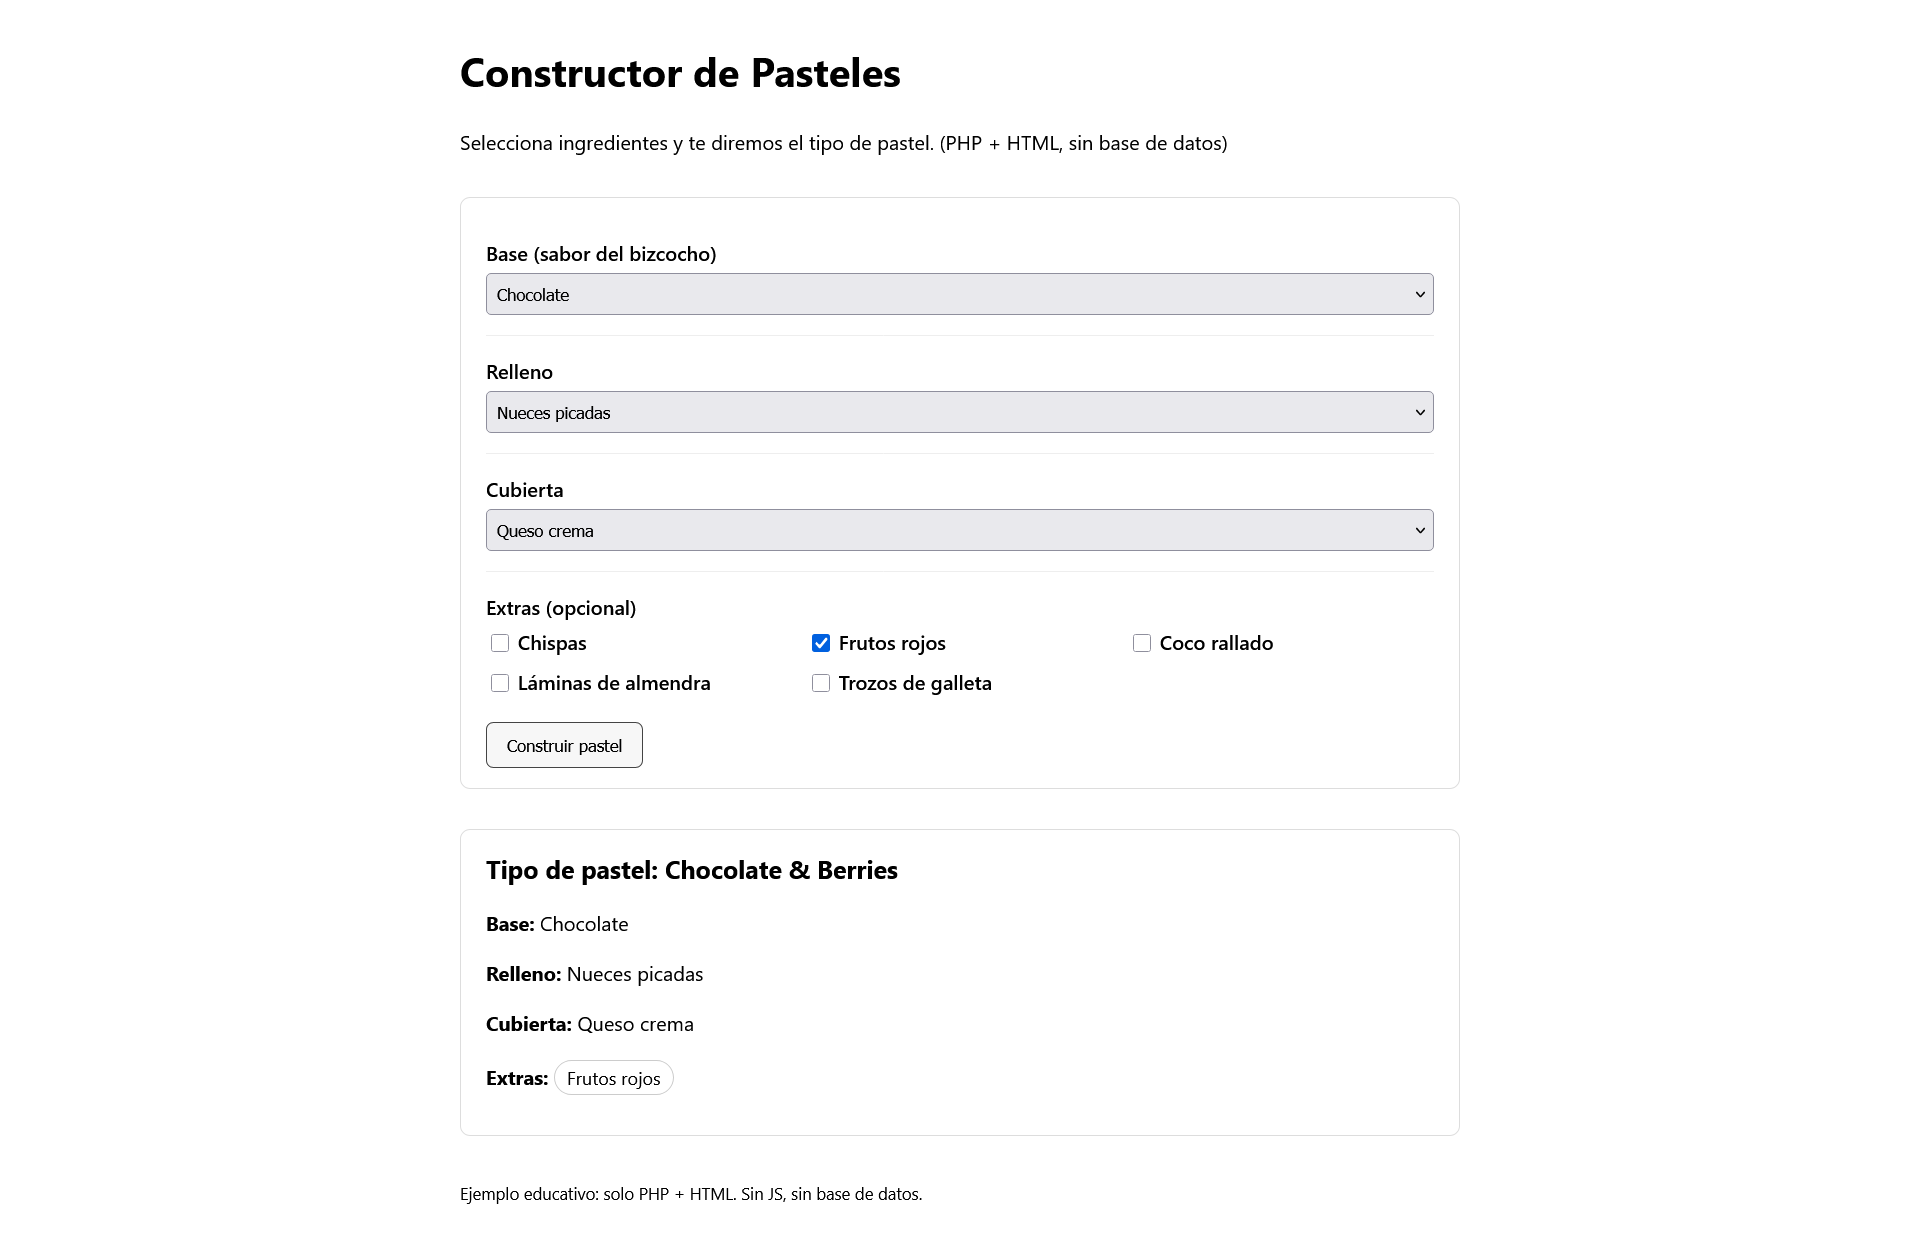 Constructor de Pasteles
Selecciona ingredientes y te diremos el tipo de pastel. (PHP + HTML, sin base de datos)
Base (sabor del bizcocho)
Chocolate
Relleno
Nueces picadas
Cubierta
Queso crema
Extras (opcional)
Chispas Frutos rojos Coco rallado
Láminas de almendra Trozos de galleta
Construir pastel
Tipo de pastel: Chocolate & Berries
Base: Chocolate
Relleno: Nueces picadas
Cubierta: Queso crema
Extras: Frutos rojos
Ejemplo educativo: solo PHP + HTML. Sin JS, sin base de datos.